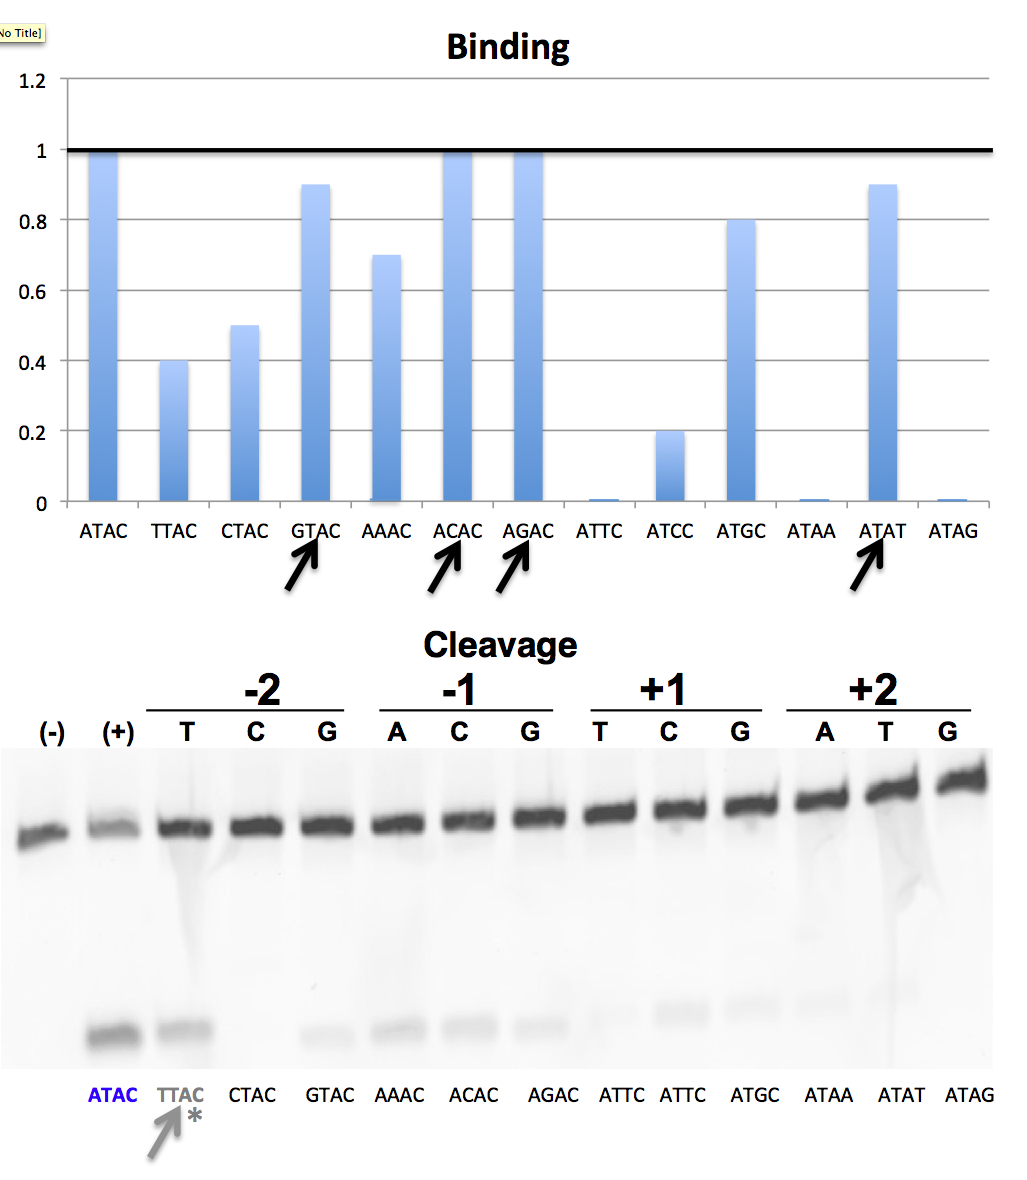 No Title]
Binding
1.2
1
0.8
0.6
0.4
0.2
0
ATAC TTAC CTAC GTAC AAAC ACAC AGAC ATTC ATCC ATGC ATAA ATAT ATAG
Cleavage
-2 -1 +1 +2
(-) (+) T C G A C G T C G A T G
ATAC TTAC CTAC GTAC AAAC ACAC AGAC ATTC ATTC ATGC ATAA ATAT ATAG
*